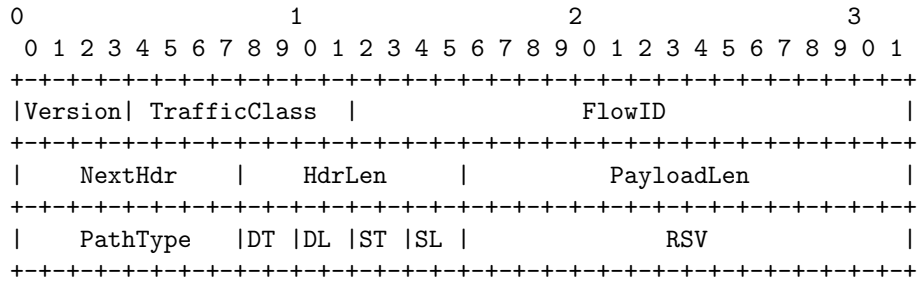 0                   1                   2                   3
 0 1 2 3 4 5 6 7 8 9 0 1 2 3 4 5 6 7 8 9 0 1 2 3 4 5 6 7 8 9 0 1
+-+-+-+-+-+-+-+-+-+-+-+-+-+-+-+-+-+-+-+-+-+-+-+-+-+-+-+-+-+-+-+-+
|Version| TrafficClass  |                FlowID                 |
+-+-+-+-+-+-+-+-+-+-+-+-+-+-+-+-+-+-+-+-+-+-+-+-+-+-+-+-+-+-+-+-+
|    NextHdr    |    HdrLen     |          PayloadLen           |
+-+-+-+-+-+-+-+-+-+-+-+-+-+-+-+-+-+-+-+-+-+-+-+-+-+-+-+-+-+-+-+-+
|    PathType   |DT |DL |ST |SL |              RSV              |
+-+-+-+-+-+-+-+-+-+-+-+-+-+-+-+-+-+-+-+-+-+-+-+-+-+-+-+-+-+-+-+-+